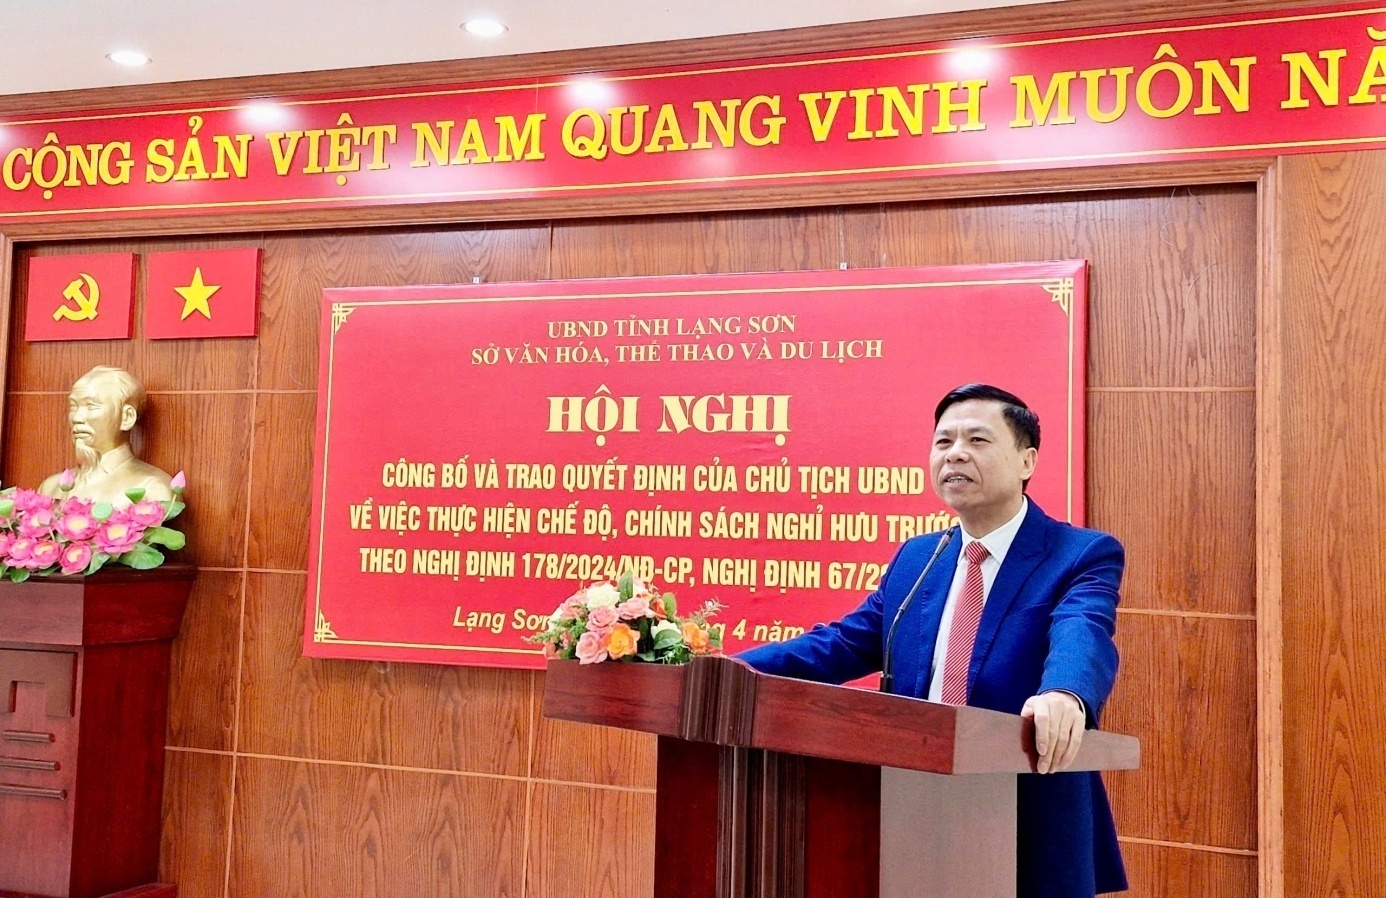 CỘNG SẢN VIỆT NAM QUANG VINH MUÔN
UBND TỈNH LẠNG SƠN
SỞ VĂN HÓA, THỂ THAO VÀ DU LỊCH
HỘI NGHỊ
CÔNG BỐ VÀ TRAO QUYẾT ĐỊNH CỦA CHỦ TỊCH UBND
VỀ VIỆC THỰC HIỆN CHẾ ĐỘ, CHÍNH SÁCH NGHỈ HƯU TRƯỚC
THEO NGHỊ ĐỊNH 178/2024/NĐ-CP, NGHỊ ĐỊNH 67/
Lạng Sơn 4 năm